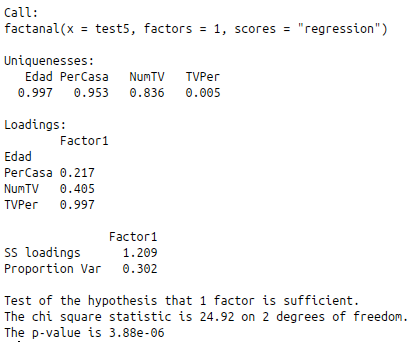 Call:
factanal(x = test5, factors = 1, scores = "regression")
Uniquenesses:
Edad PerCasa NumTV TVPer
0.997 0.953 0.836 0.005
Loadings:
Factor1
Edad
PerCasa 0.217
NumTV 0.405
TVPer 0.997
Factor1
SS loadings 1.209
Proportion Var 0.302
Test of the hypothesis that 1 factor is sufficient.
The chi square statistic is 24.92 on 2 degrees of freedom.
The p-value is 3.88e-06